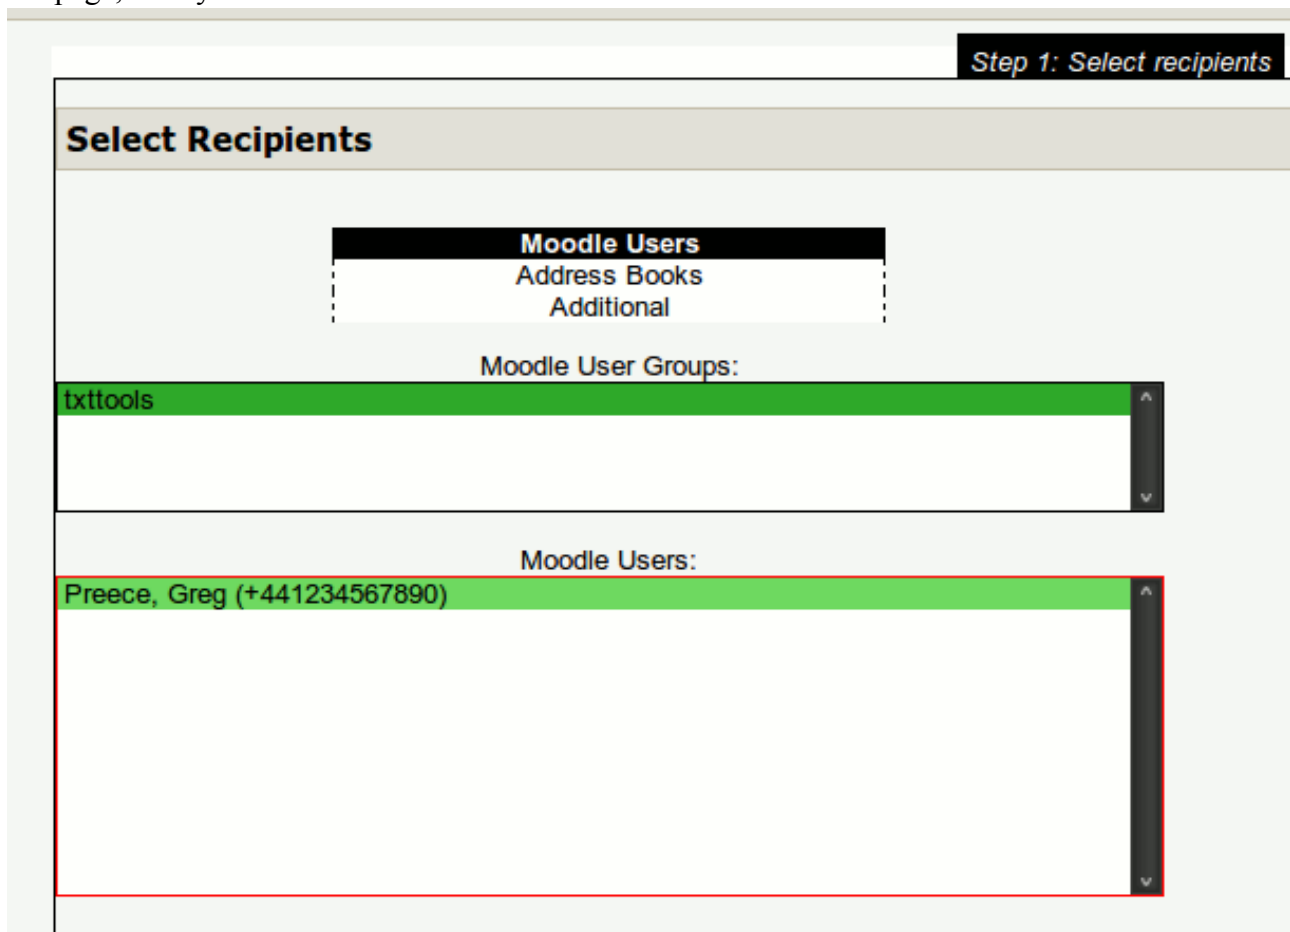 Step 1: Select recipients
Select Recipients
Moodle Users
Address Books
Additional
Moodle User Groups:
txttools
Moodle Users:
Preece, Greg (+441234567890)